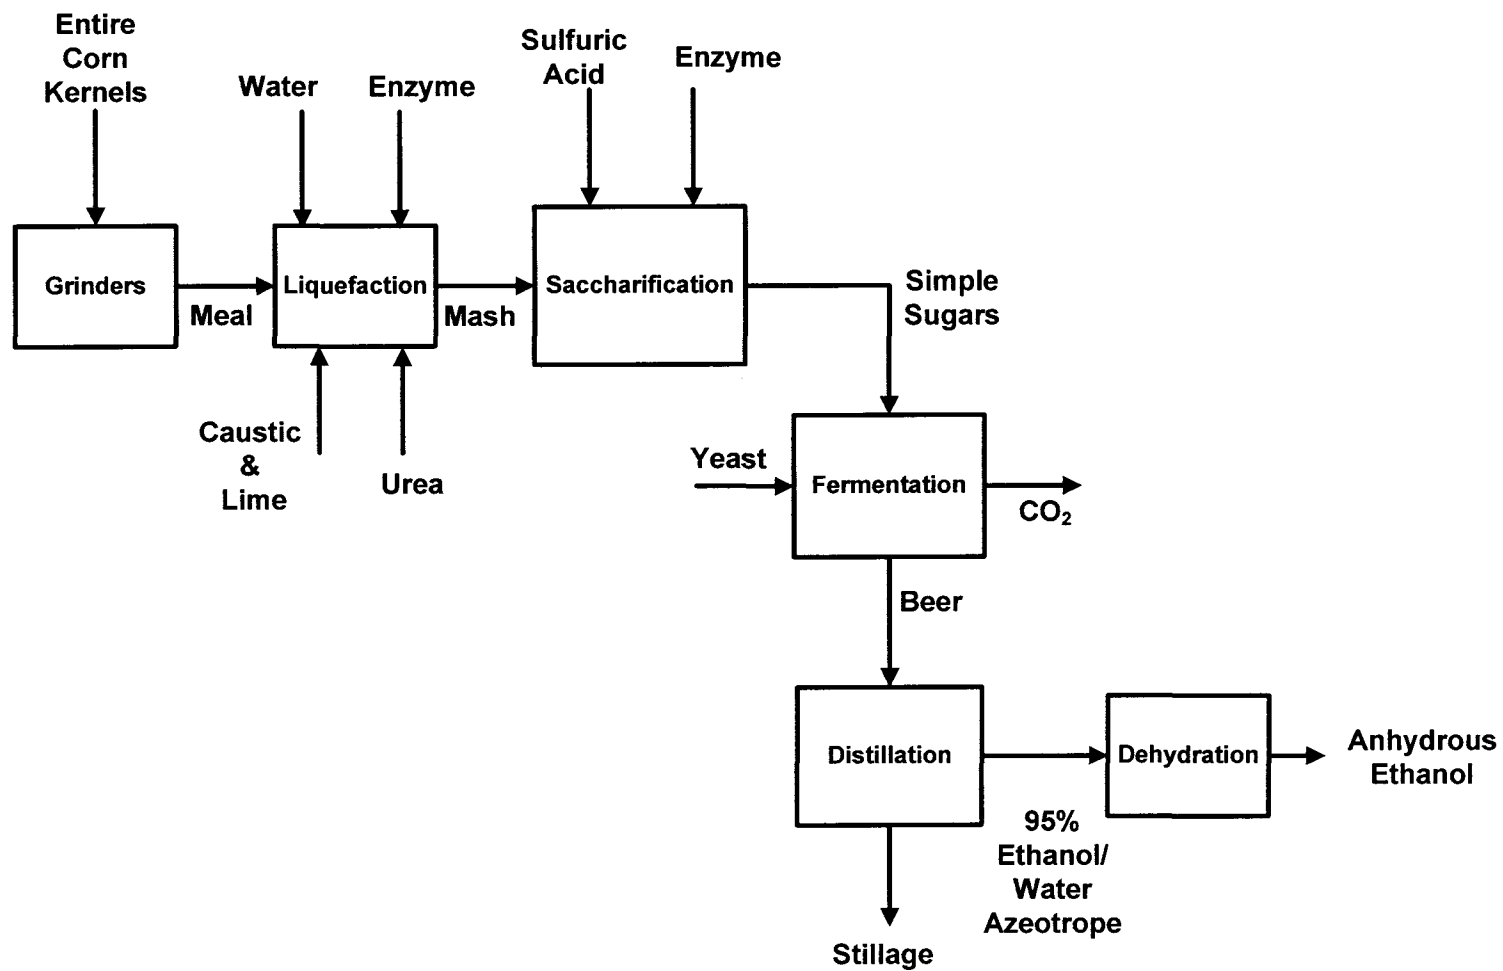 Entire
Corn
Kernels
Water
Enzyme
Sulfuric
Acid
Enzyme
Grinders
Meal
Liquefaction
Mash
Saccharification
Simple
Sugars
Caustic
&
Lime
Urea
Yeast
Fermentation
CO₂
Beer
Distillation
Dehydration
Anhydrous
Ethanol
95%
Ethanol/
Water
Azeotrope
Stillage